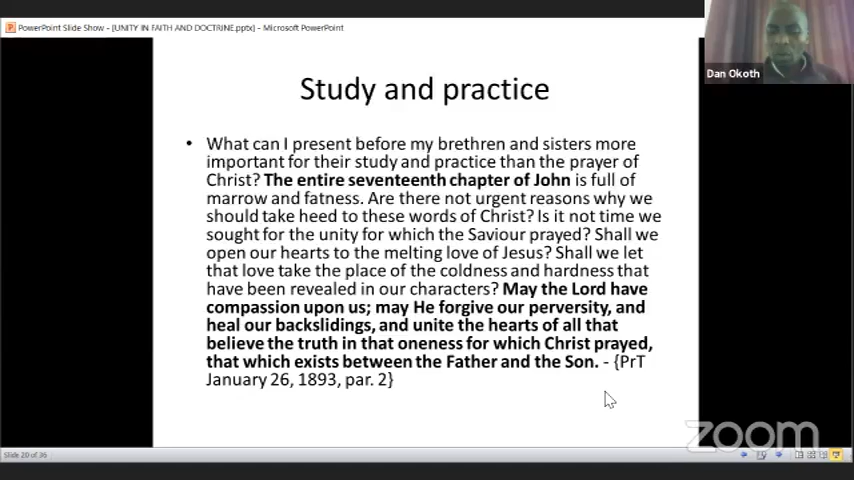 PowerPoint Slide Show - [UNITY IN FAITH AND DOCTRINE.pptx] - Microsoft PowerPoint
Dan Okoth
Study and practice
• What can I present before my brethren and sisters more
important for their study and practice than the prayer of
Christ? The entire seventeenth chapter of John is full of
marrow and fatness. Are there not urgent reasons why we
should take heed to these words of Christ? Is it not time we
sought for the unity for which the Saviour prayed? Shall we
open our hearts to the melting love of Jesus? Shall we let
that love take the place of the coldness and hardness that
have been revealed in our characters? May the Lord have
compassion upon us; may He forgive our perversity, and
heal our backslidings, and unite the hearts of all that
believe the truth in that oneness for which Christ prayed,
that which exists between the Father and the Son. - {PrT
January 26, 1893, par. 2}
zoom
Slide 20 of 36